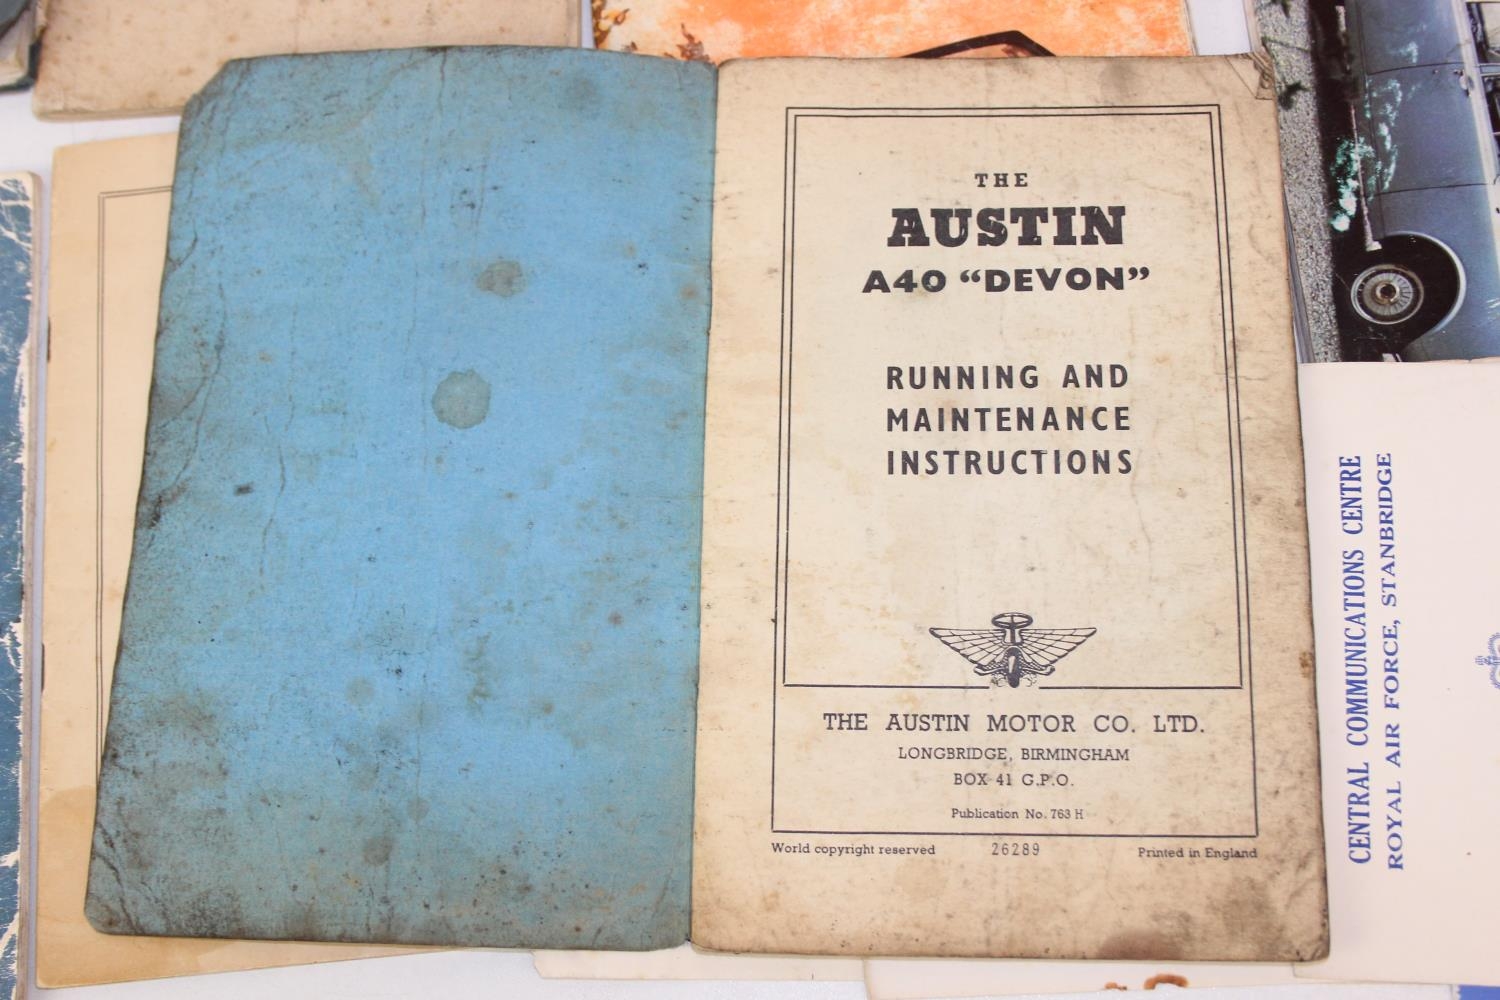 THE
AUSTIN
A40 “DEVON”
RUNNING AND
MAINTENANCE
INSTRUCTIONS
THE AUSTIN MOTOR CO. LTD.
LONGBRIDGE, BIRMINGHAM
BOX 41 G.P.O.
Publication No. 763 H
World copyright reserved 26289 Printed in England
CENTRAL COMMUNICATIONS CENTRE
ROYAL AIR FORCE, STANBRIDGE